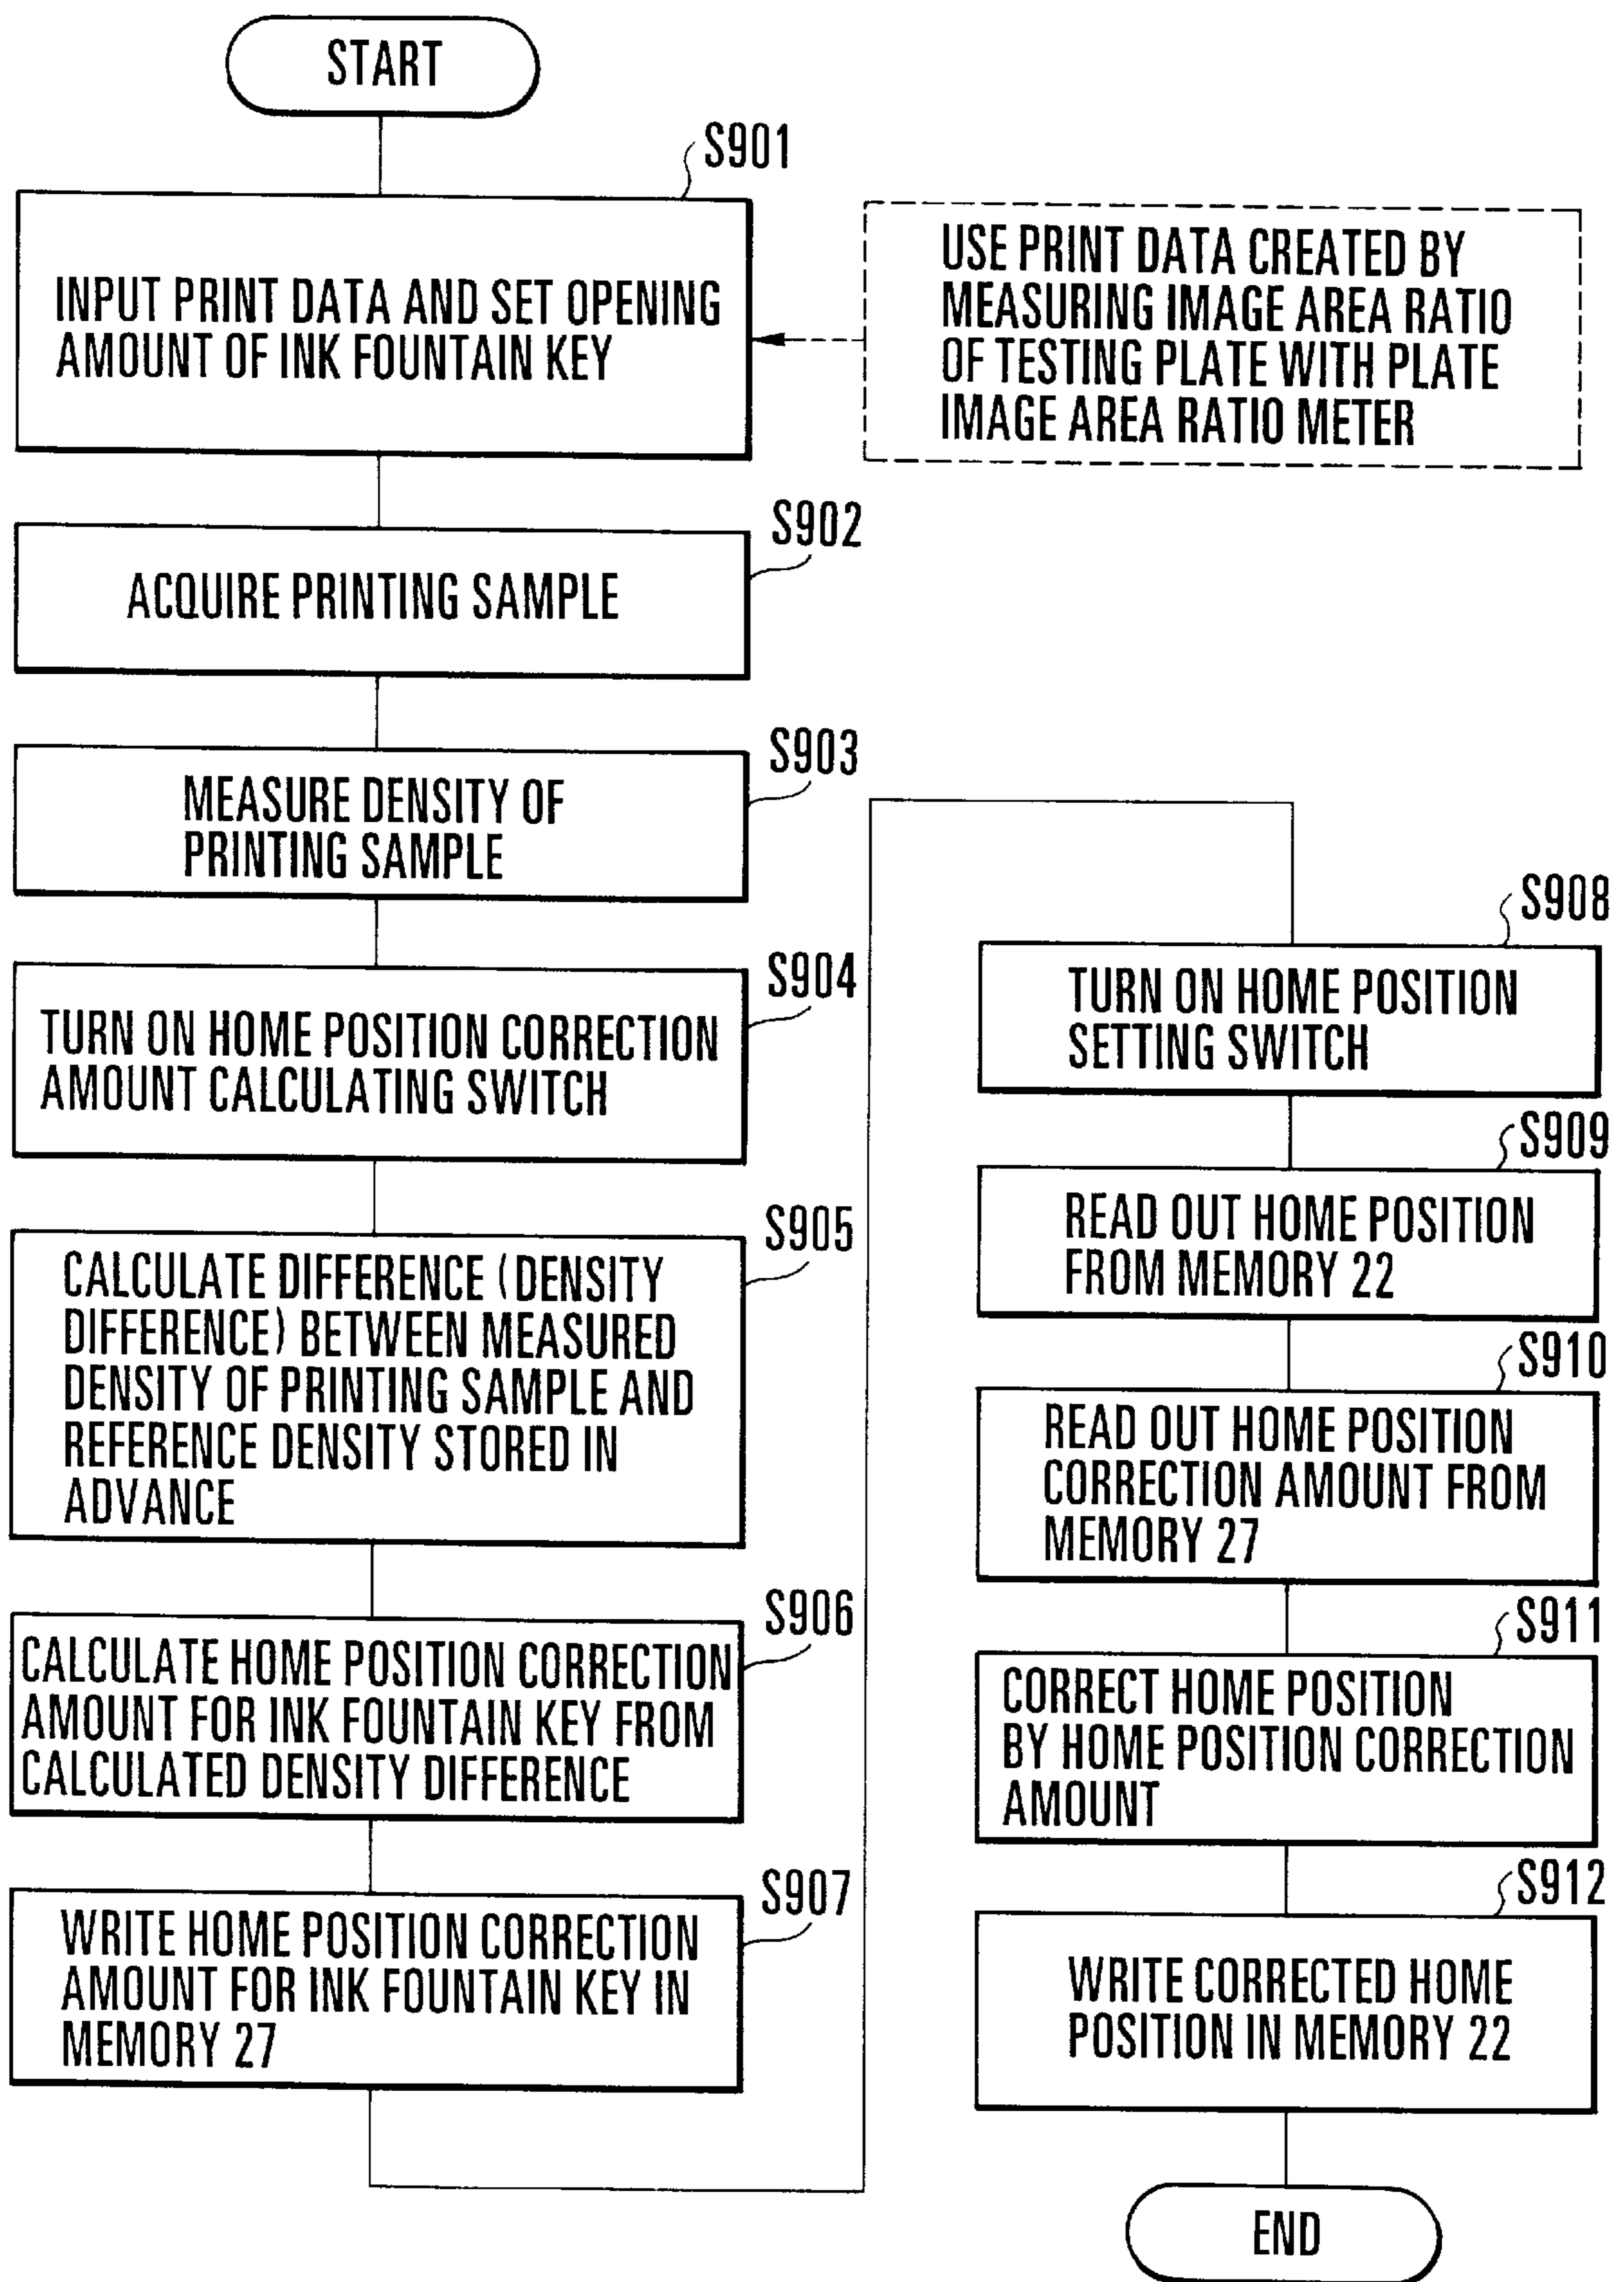 START
S901
INPUT PRINT DATA AND SET OPENING
AMOUNT OF INK FOUNTAIN KEY
USE PRINT DATA CREATED BY
MEASURING IMAGE AREA RATIO
OF TESTING PLATE WITH PLATE
IMAGE AREA RATIO METER
S902
ACQUIRE PRINTING SAMPLE
S903
MEASURE DENSITY OF
PRINTING SAMPLE
S904
TURN ON HOME POSITION CORRECTION
AMOUNT CALCULATING SWITCH
S905
CALCULATE DIFFERENCE (DENSITY
DIFFERENCE) BETWEEN MEASURED
DENSITY OF PRINTING SAMPLE AND
REFERENCE DENSITY STORED IN
ADVANCE
S906
CALCULATE HOME POSITION CORRECTION
AMOUNT FOR INK FOUNTAIN KEY FROM
CALCULATED DENSITY DIFFERENCE
S907
WRITE HOME POSITION CORRECTION
AMOUNT FOR INK FOUNTAIN KEY IN
MEMORY 27
S908
TURN ON HOME POSITION
SETTING SWITCH
S909
READ OUT HOME POSITION
FROM MEMORY 22
S910
READ OUT HOME POSITION
CORRECTION AMOUNT FROM
MEMORY 27
S911
CORRECT HOME POSITION
BY HOME POSITION CORRECTION
AMOUNT
S912
WRITE CORRECTED HOME
POSITION IN MEMORY 22
END